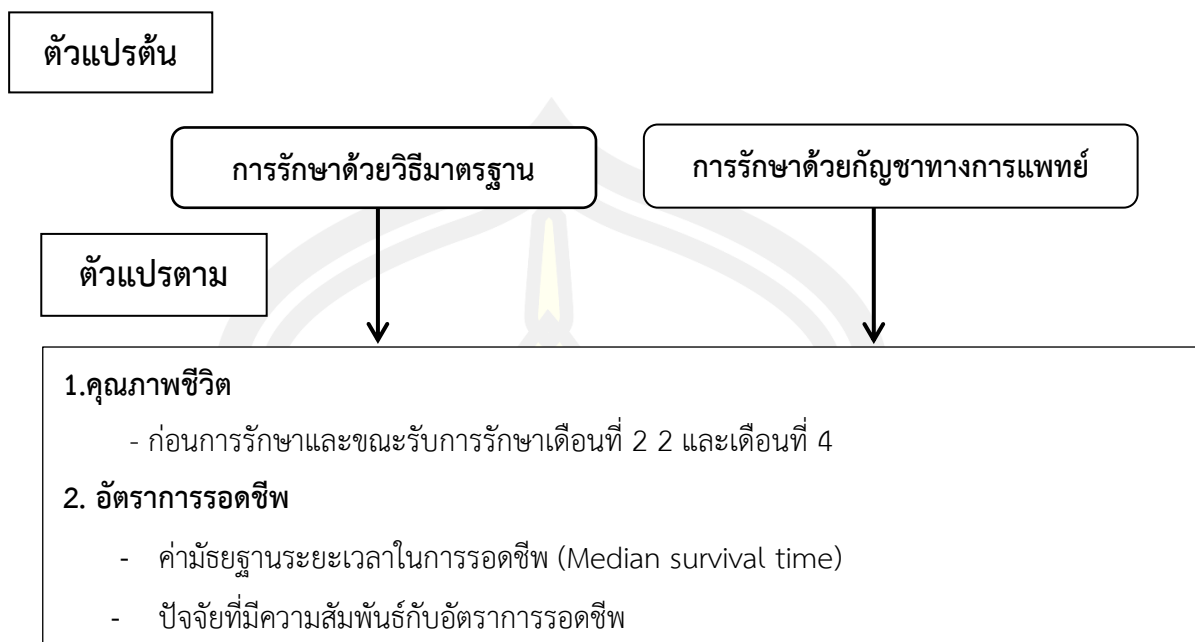 ตัวแปรต้น
การรักษาด้วยวิธีมาตรฐาน
การรักษาด้วยกัญชาทางการแพทย์
ตัวแปรตาม
1.คุณภาพชีวิต
- ก่อนการรักษาและขณะรับการรักษาเดือนที่ 2 2 และเดือนที่ 4
2. อัตราการรอดชีพ
- ค่ามัธยฐานระยะเวลาในการรอดชีพ (Median survival time)
- ปัจจัยที่มีความสัมพันธ์กับอัตราการรอดชีพ